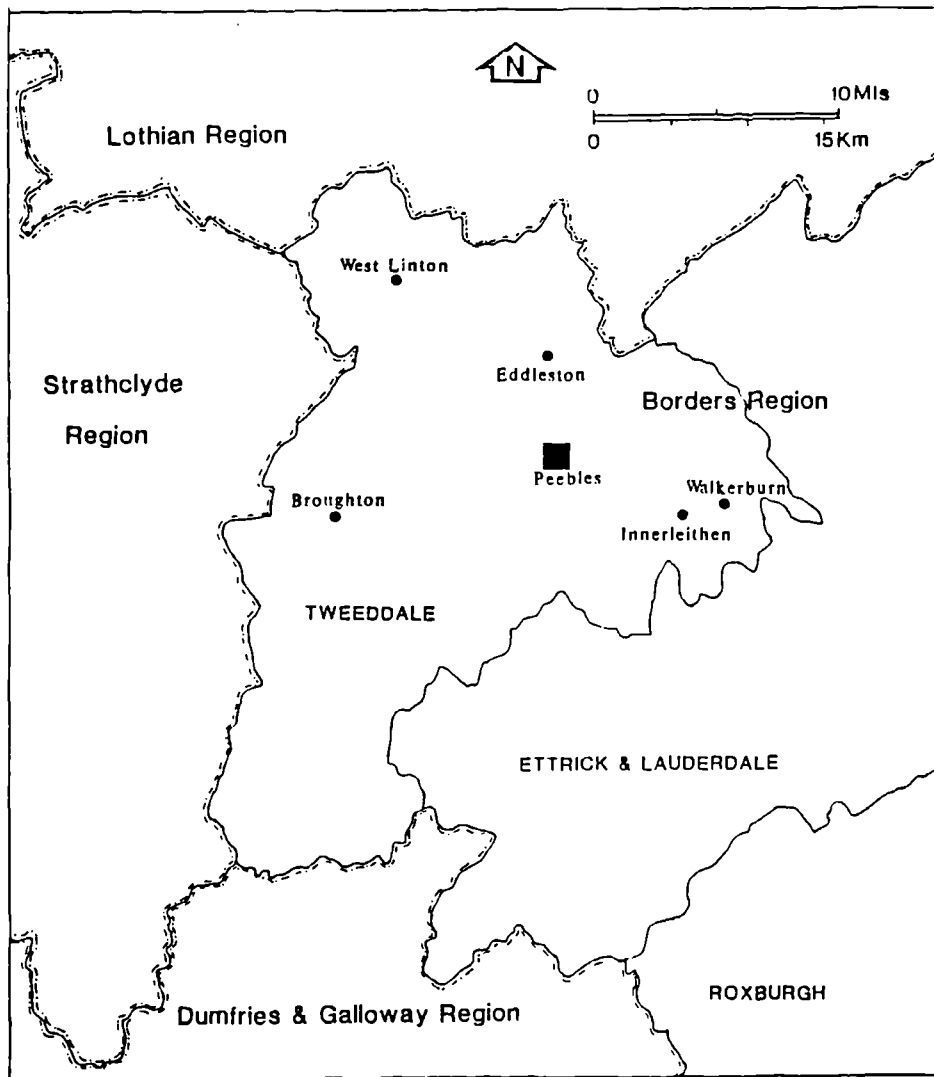 N
0 10Mls
0 15Km
Lothian Region
West Linton
Eddleston
Strathclyde
Region
Borders Region
Peebles
Walkerburn
Broughton
Innerleithen
TWEEDDALE
ETTRICK & LAUDERDALE
ROXBURGH
Dumfries & Galloway Region